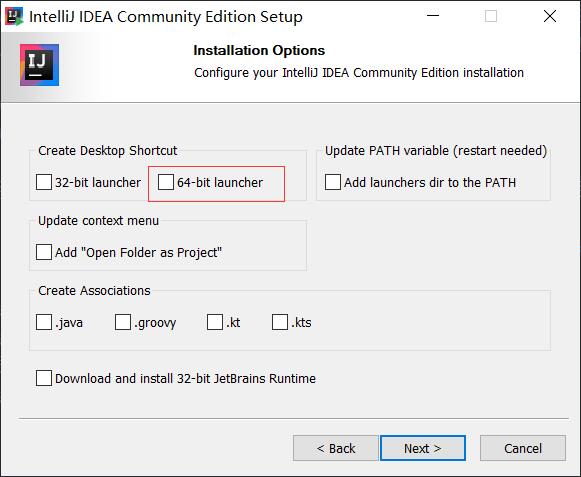 IntelliJ IDEA Community Edition Setup
IJ
Installation Options
Configure your IntelliJ IDEA Community Edition installation
Create Desktop Shortcut
32-bit launcher
64-bit launcher
Update PATH variable (restart needed)
Add launchers dir to the PATH
Update context menu
Add "Open Folder as Project"
Create Associations
.java
.groovy
.kt
.kts
Download and install 32-bit JetBrains Runtime
< Back
Next >
Cancel